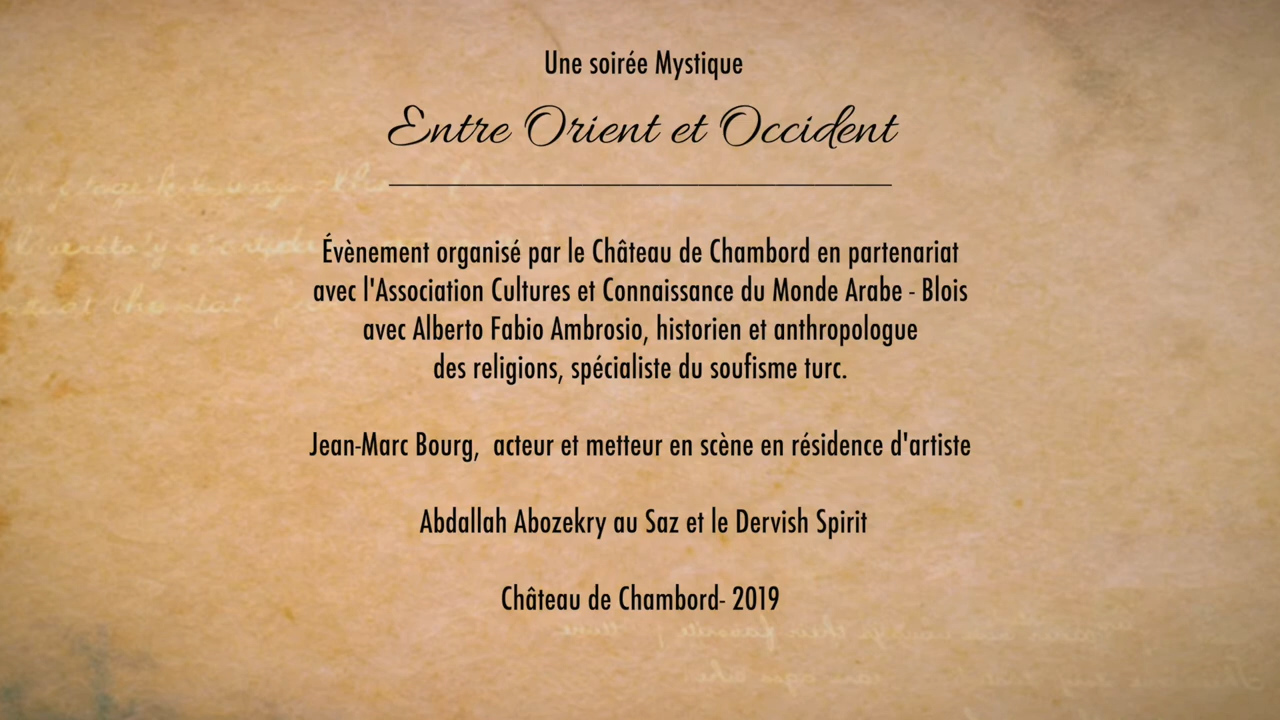 Une soirée Mystique
Entre Orient et Occident
Évènement organisé par le Château de Chambord en partenariat
avec l'Association Cultures et Connaissance du Monde Arabe - Blois
avec Alberto Fabio Ambrosio, historien et anthropologue
des religions, spécialiste du soufisme turc.
Jean-Marc Bourg,  acteur et metteur en scène en résidence d'artiste
Abdallah Abozekry au Saz et le Dervish Spirit
Château de Chambord- 2019